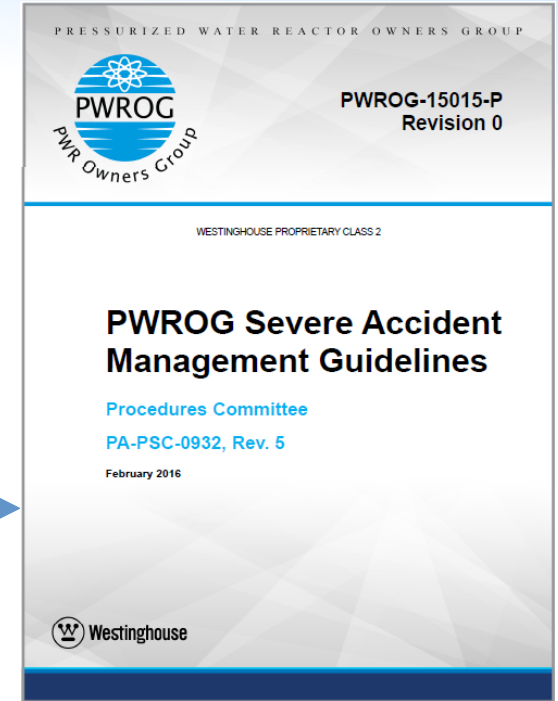 PRESSURIZED WATER REACTOR OWNERS GROUP
PWROG
PWR Owners Group
PWROG-15015-P
Revision 0
WESTINGHOUSE PROPRIETARY CLASS 2
PWROG Severe Accident
Management Guidelines
Procedures Committee
PA-PSC-0932, Rev. 5
February 2016
Westinghouse